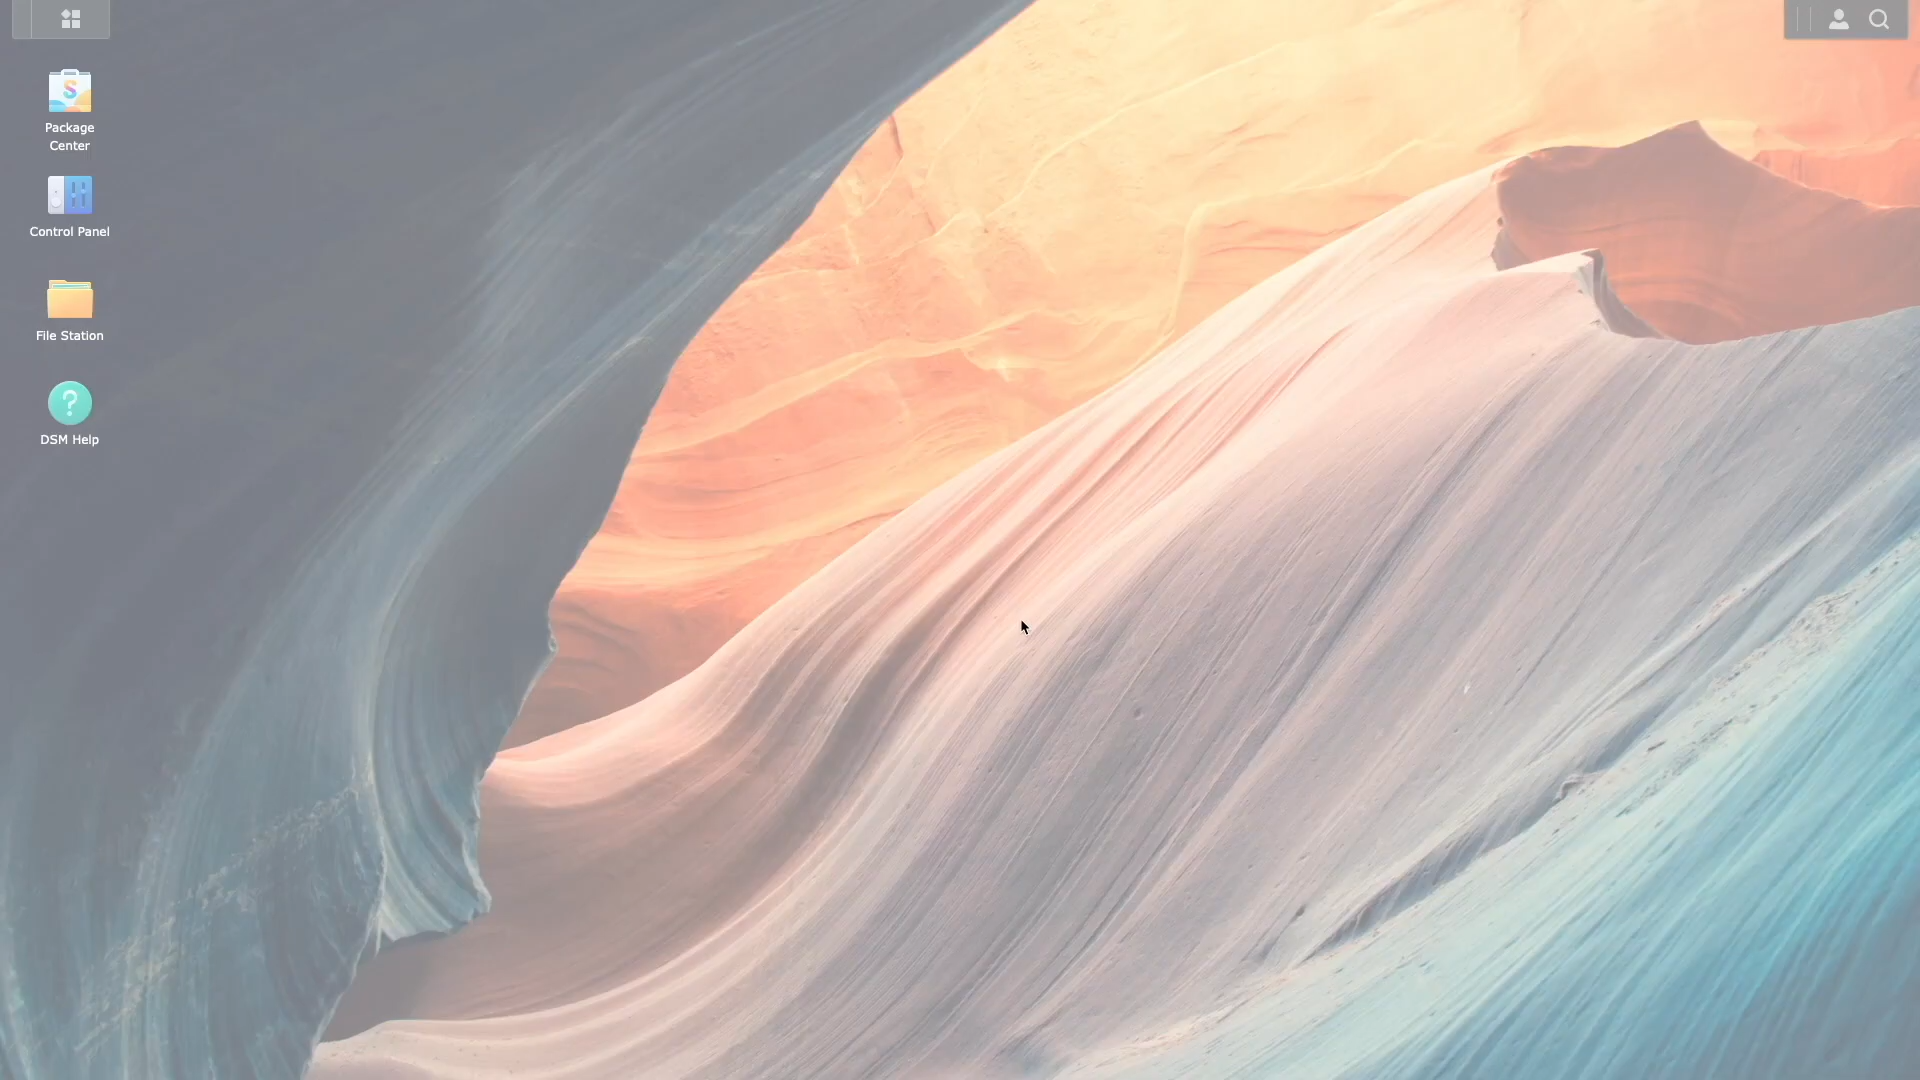 Package
Center
Control Panel
File Station
DSM Help